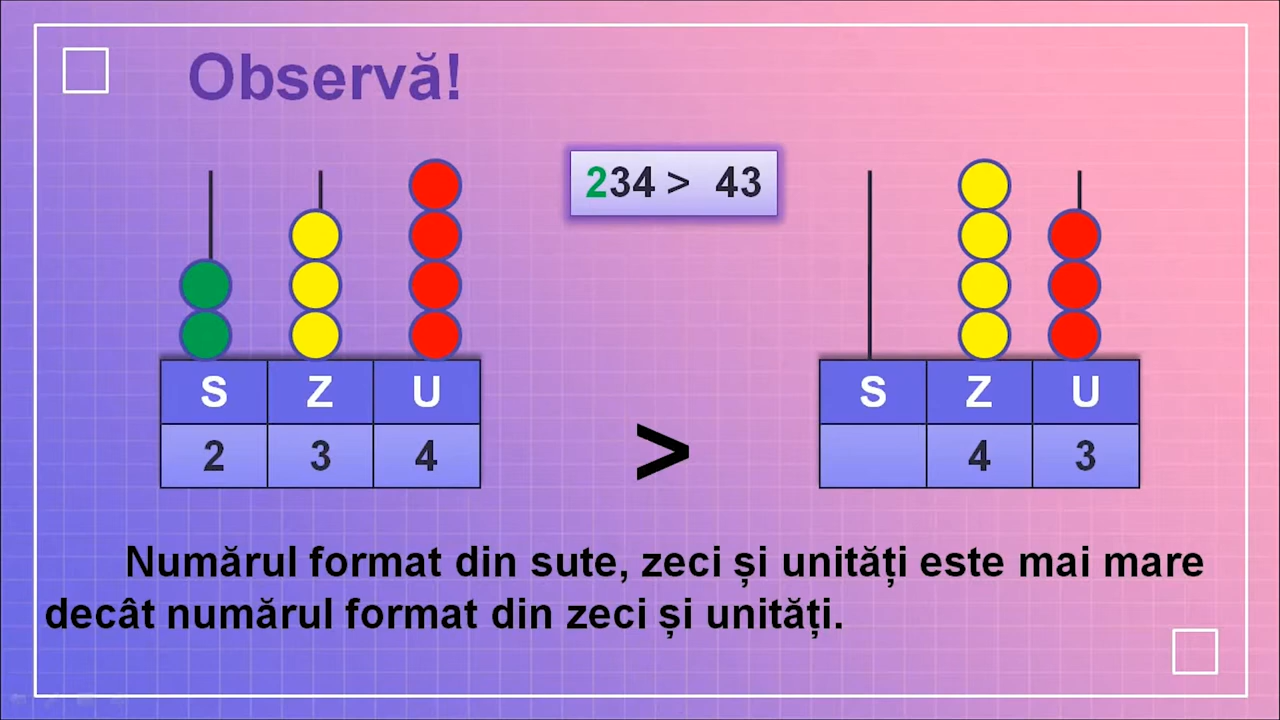 Observă!
234 > 43
S Z U
2 3 4
>
S Z U
4 3
Numărul format din sute, zeci și unități este mai mare
decât numărul format din zeci și unități.